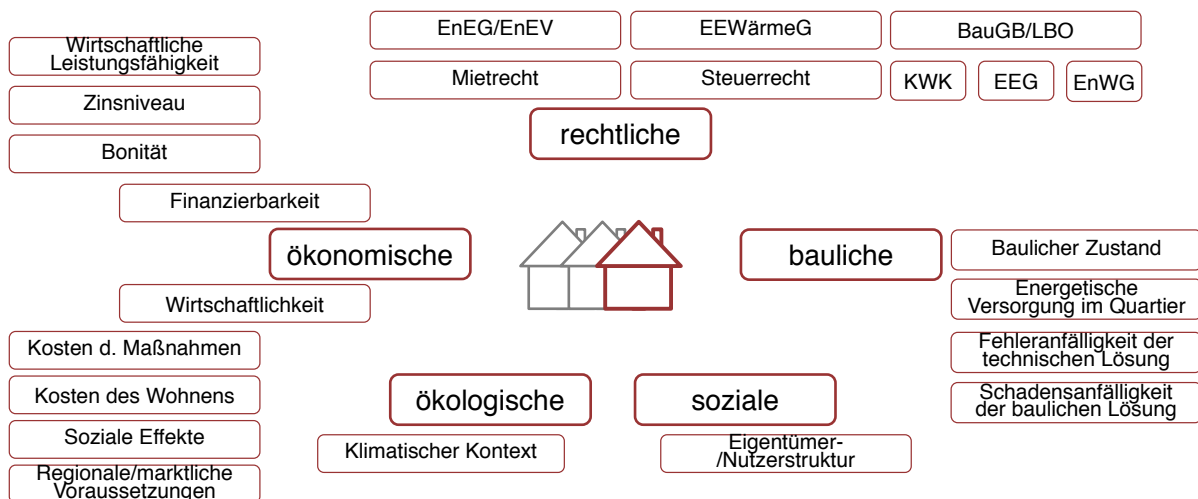 EnEG/EnEV
EEWärmeG
BauGB/LBO
Mietrecht
Steuerrecht
KWK
EEG
EnWG
rechtliche
Wirtschaftliche
Leistungsfähigkeit
Zinsniveau
Bonität
Finanzierbarkeit
ökonomische
Wirtschaftlichkeit
Kosten d. Maßnahmen
Kosten des Wohnens
Soziale Effekte
Regionale/marktliche
Voraussetzungen
bauliche
Baulicher Zustand
Energetische
Versorgung im Quartier
Fehleranfälligkeit der
technischen Lösung
Schadensanfälligkeit
der baulichen Lösung
ökologische
Klimatischer Kontext
soziale
Eigentümer-
/Nutzerstruktur